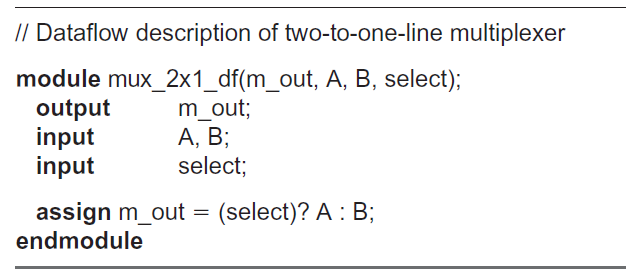 // Dataflow description of two-to-one-line multiplexer
module mux_2x1_df(m_out, A, B, select);
output m_out;
input A, B;
input select;
assign m_out = (select)? A : B;
endmodule